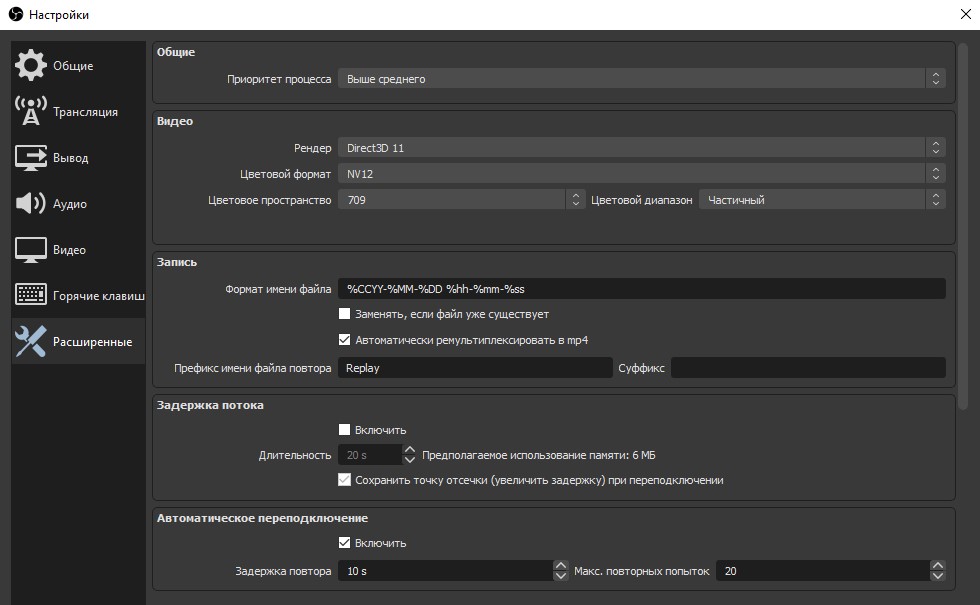 Настройки
Общие
Трансляция
Вывод
Аудио
Видео
Горячие клавиш
Расширенные
Общие
Приоритет процесса Выше среднего
Видео
Рендер Direct3D 11
Цветовой формат NV12
Цветовое пространство 709 Цветовой диапазон Частичный
Запись
Формат имени файла %CCYY-%MM-%DD %hh-%mm-%ss
Заменять, если файл уже существует
Автоматически ремультиплексировать в mp4
Префикс имени файла повтора Replay Суффикс
Задержка потока
Включить
Длительность 20 s Предполагаемое использование памяти: 6 МБ
Сохранить точку отсечки (увеличить задержку) при переподключении
Автоматическое переподключение
Включить
Задержка повтора 10 s Макс. повторных попыток 20